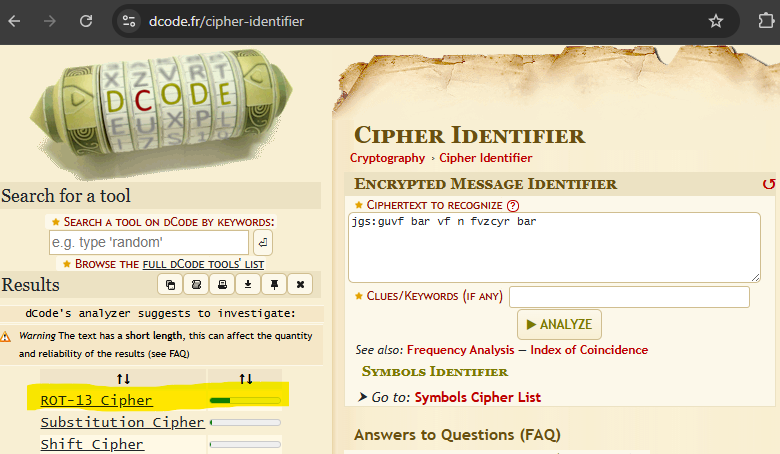 dcode.fr/cipher-identifier
X Z V R T
D C O D E
E U X P L
Search for a tool
★ SEARCH A TOOL ON DCODE BY KEYWORDS:
e.g. type 'random'
★ BROWSE THE FULL DCODE TOOLS' LIST
Results
dCode's analyzer suggests to investigate:
Warning The text has a short length, this can affect the quantity
and reliability of the results (see FAQ)
↑↓ ↑↓
ROT-13 Cipher
Substitution Cipher
Shift Cipher
CIPHER IDENTIFIER
Cryptography › Cipher Identifier
ENCRYPTED MESSAGE IDENTIFIER
★ CIPHERTEXT TO RECOGNIZE ?
jgs:guvf bar vf n fvzcyr bar
★ CLUES/KEYWORDS (IF ANY)
▶ ANALYZE
See also: Frequency Analysis — Index of Coincidence
SYMBOLS IDENTIFIER
➤ Go to: Symbols Cipher List
Answers to Questions (FAQ)